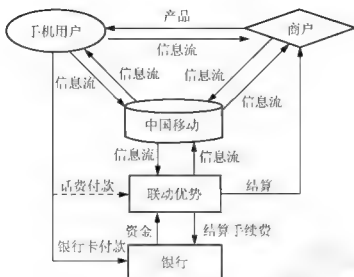 产品
手机用户
商户
信息流
信息流
信息流
信息流
信息流
中国移动
信息流
信息流
话费付款
联动优势
结算
资金
结算手续费
银行卡付款
银行